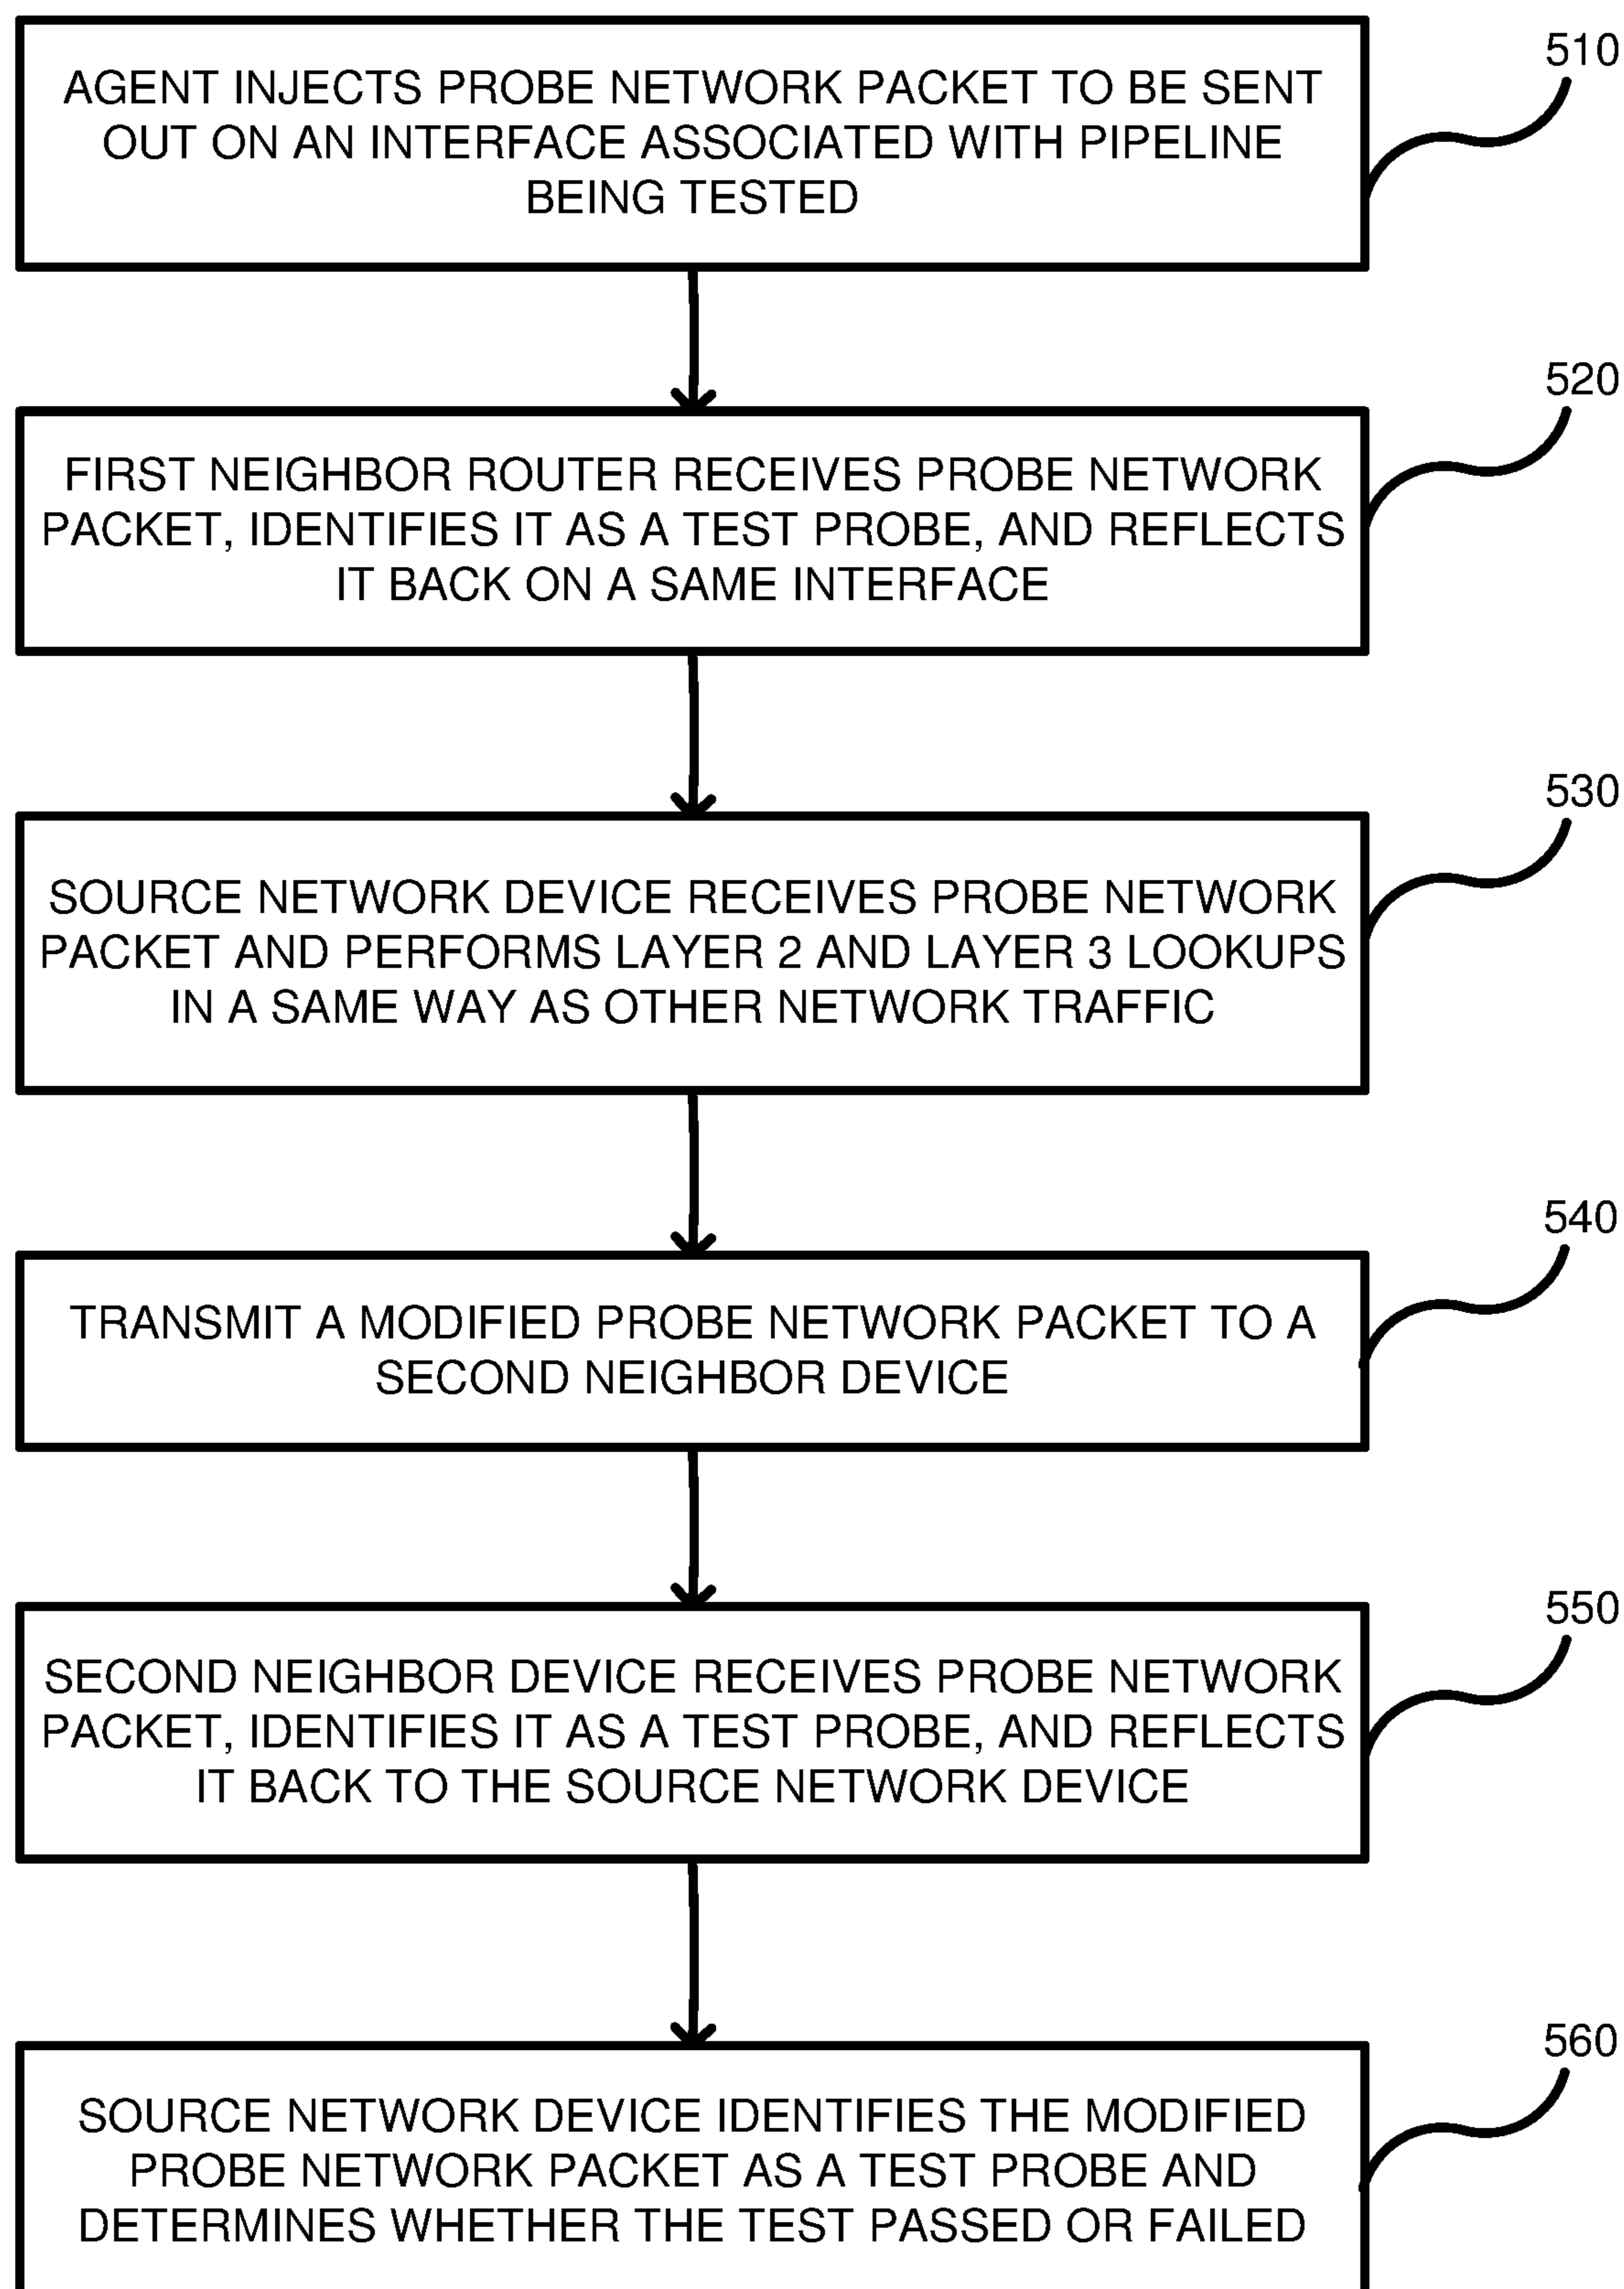 AGENT INJECTS PROBE NETWORK PACKET TO BE SENT
OUT ON AN INTERFACE ASSOCIATED WITH PIPELINE
BEING TESTED
510
FIRST NEIGHBOR ROUTER RECEIVES PROBE NETWORK
PACKET, IDENTIFIES IT AS A TEST PROBE, AND REFLECTS
IT BACK ON A SAME INTERFACE
520
SOURCE NETWORK DEVICE RECEIVES PROBE NETWORK
PACKET AND PERFORMS LAYER 2 AND LAYER 3 LOOKUPS
IN A SAME WAY AS OTHER NETWORK TRAFFIC
530
TRANSMIT A MODIFIED PROBE NETWORK PACKET TO A
SECOND NEIGHBOR DEVICE
540
SECOND NEIGHBOR DEVICE RECEIVES PROBE NETWORK
PACKET, IDENTIFIES IT AS A TEST PROBE, AND REFLECTS
IT BACK TO THE SOURCE NETWORK DEVICE
550
SOURCE NETWORK DEVICE IDENTIFIES THE MODIFIED
PROBE NETWORK PACKET AS A TEST PROBE AND
DETERMINES WHETHER THE TEST PASSED OR FAILED
560